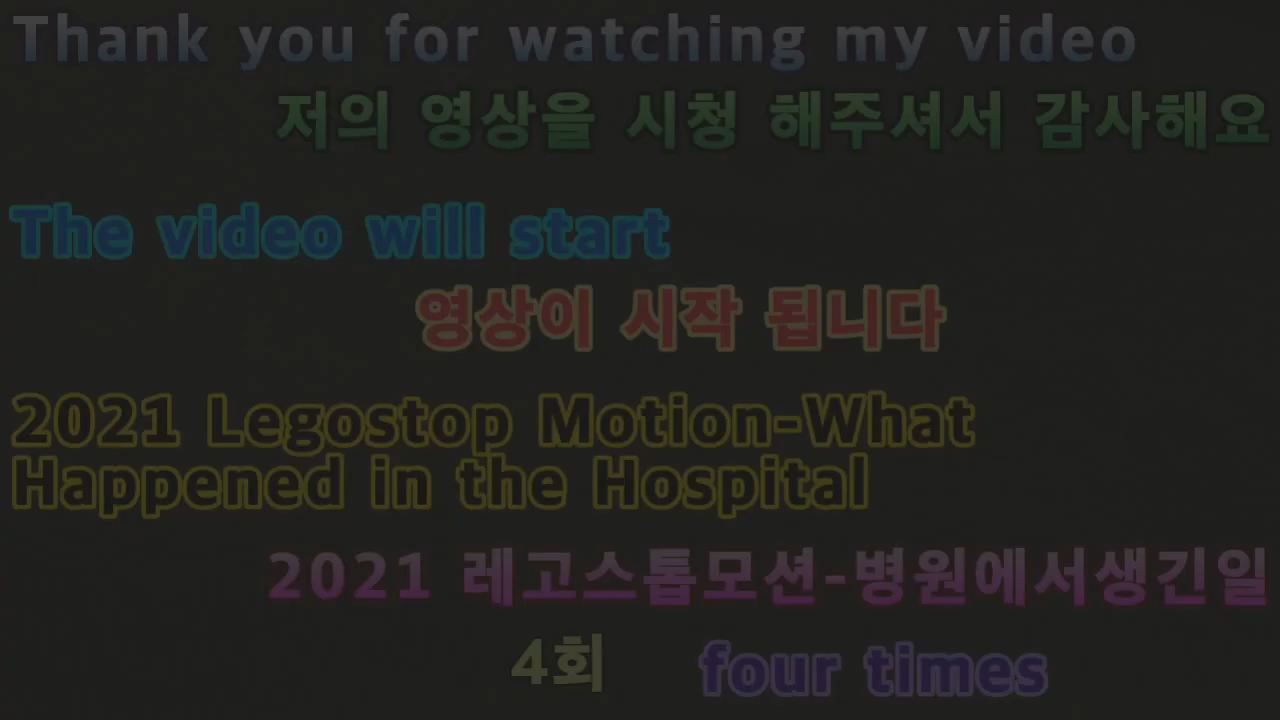 Thank you for watching my video
저의 영상을 시청 해주셔서 감사해요
The video will start
영상이 시작 됩니다
2021 Legostop Motion-What
Happened in the Hospital
2021 레고스톱모션-병원에서생긴일
4회 four times